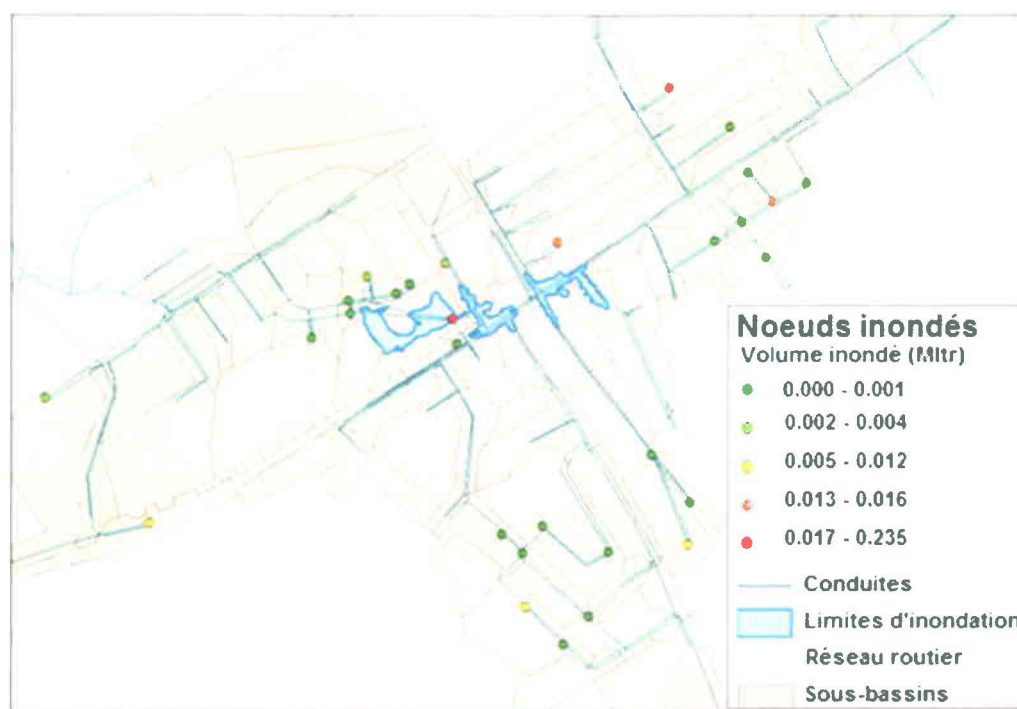 Noeuds inondés
Volume inondé (Mltr)
0.000 - 0.001
0.002 - 0.004
0.005 - 0.012
0.013 - 0.016
0.017 - 0.235
Conduites
Limites d'inondation
Réseau routier
Sous-bassins